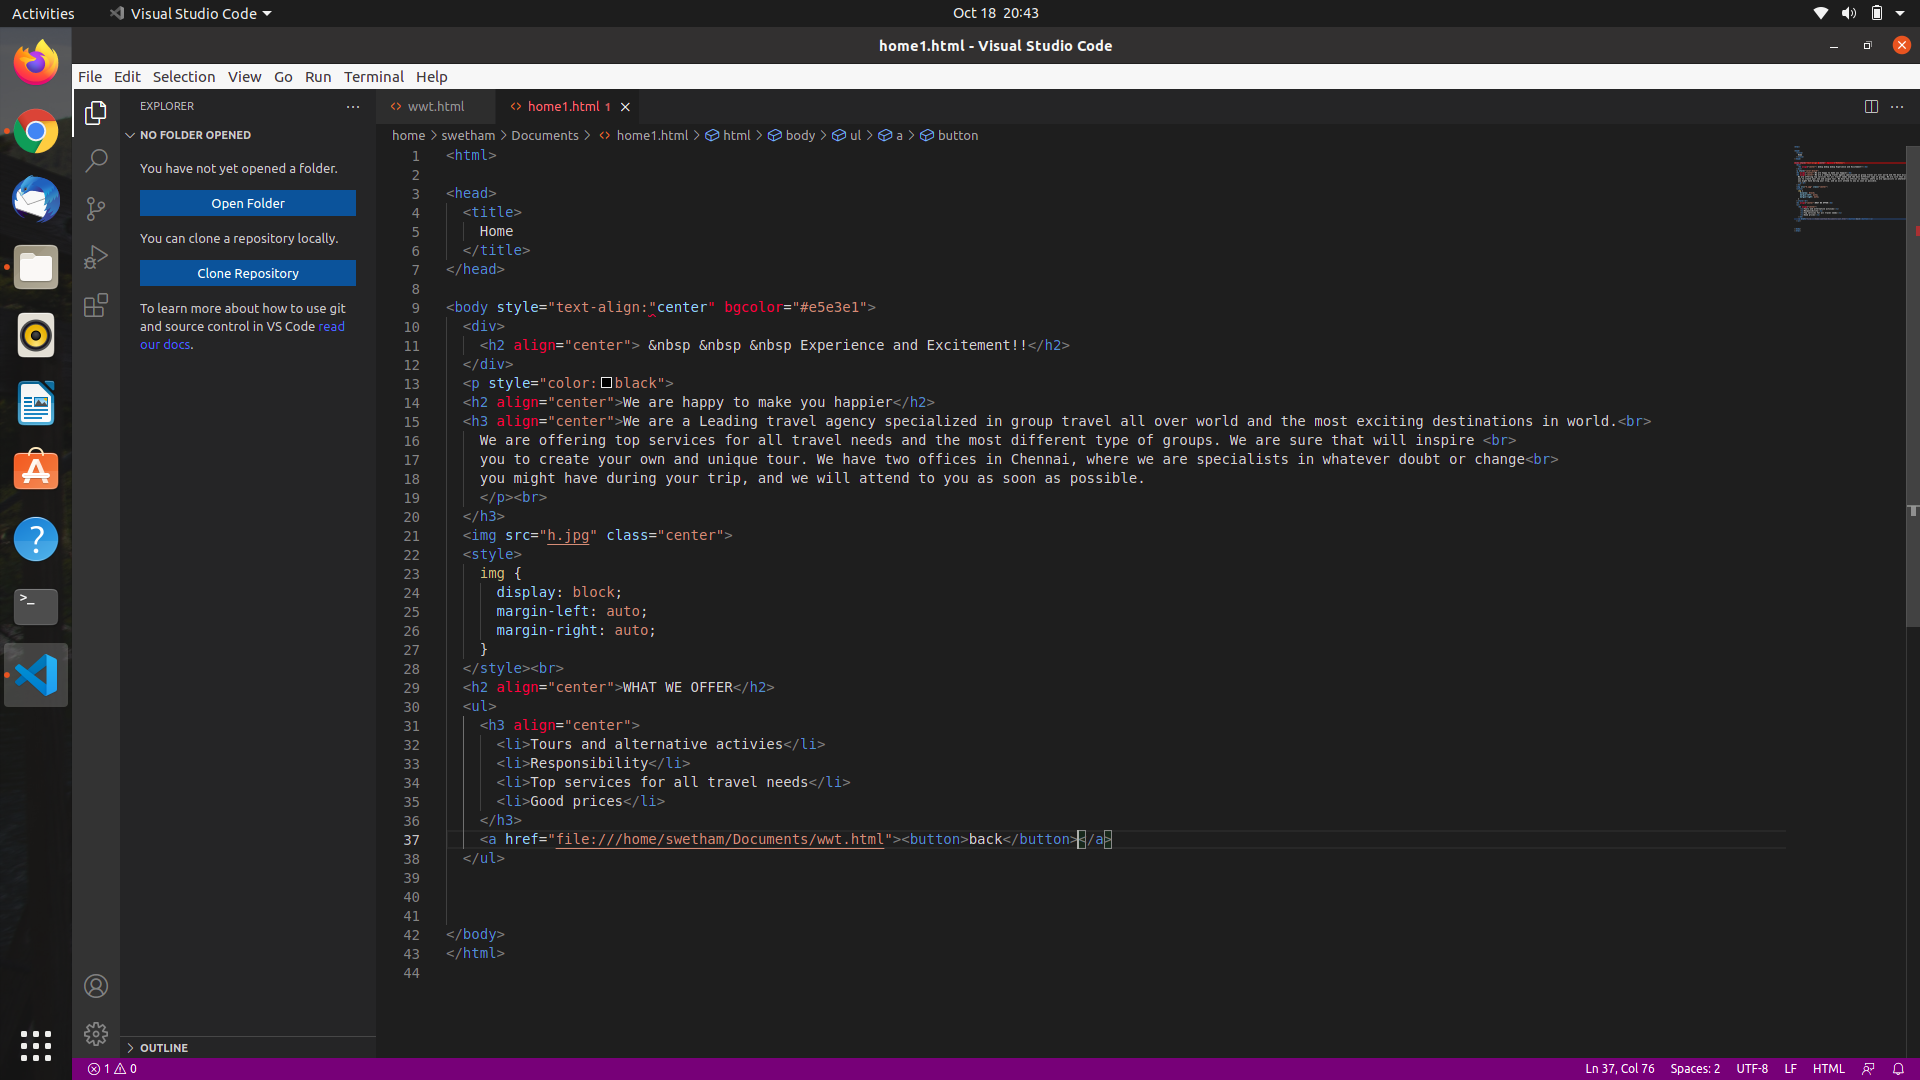 Activities
Visual Studio Code
Oct 18 20:43
home1.html - Visual Studio Code
File Edit Selection View Go Run Terminal Help
EXPLORER
NO FOLDER OPENED
You have not yet opened a folder.
Open Folder
You can clone a repository locally.
Clone Repository
To learn more about how to use git
and source control in VS Code read
our docs.
OUTLINE
wwt.html
home1.html 1
home > swetham > Documents > home1.html > html > body > ul > a > button
1 <html>
2
3 <head>
4 <title>
5 Home
6 </title>
7 </head>
8
9 <body style="text-align:"center" bgcolor="#e5e3e1">
10 <div>
11 <h2 align="center"> &nbsp &nbsp &nbsp Experience and Excitement!!</h2>
12 </div>
13 <p style="color:black">
14 <h2 align="center">We are happy to make you happier</h2>
15 <h3 align="center">We are a Leading travel agency specialized in group travel all over world and the most exciting destinations in world.<br>
16 We are offering top services for all travel needs and the most different type of groups. We are sure that will inspire <br>
17 you to create your own and unique tour. We have two offices in Chennai, where we are specialists in whatever doubt or change<br>
18 you might have during your trip, and we will attend to you as soon as possible.
19 </p><br>
20 </h3>
21 <img src="h.jpg" class="center">
22 <style>
23 img {
24 display: block;
25 margin-left: auto;
26 margin-right: auto;
27 }
28 </style><br>
29 <h2 align="center">WHAT WE OFFER</h2>
30 <ul>
31 <h3 align="center">
32 <li>Tours and alternative activies</li>
33 <li>Responsibility</li>
34 <li>Top services for all travel needs</li>
35 <li>Good prices</li>
36 </h3>
37 <a href="file:///home/swetham/Documents/wwt.html"><button>back</button></a>
38 </ul>
39
40
41
42 </body>
43 </html>
44
1 0
Ln 37, Col 76 Spaces: 2 UTF-8 LF HTML